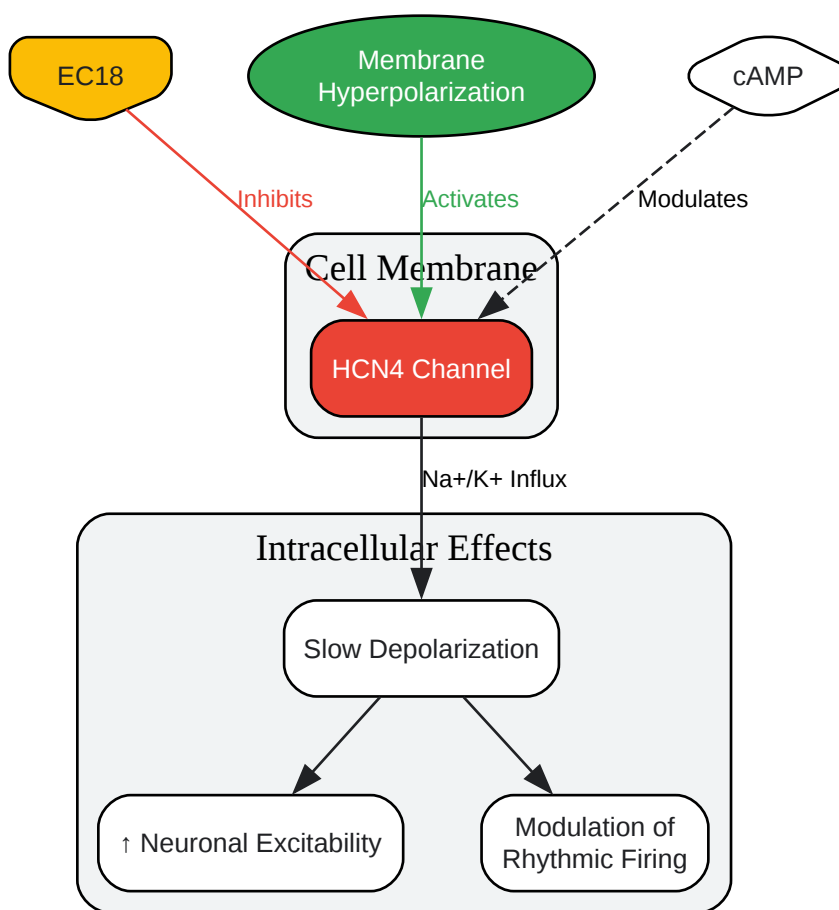 EC18
Membrane
Hyperpolarization
cAMP
Inhibits
Activates
Modulates
Cell Membrane
HCN4 Channel
Na+/K+ Influx
Intracellular Effects
Slow Depolarization
↑ Neuronal Excitability
Modulation of
Rhythmic Firing